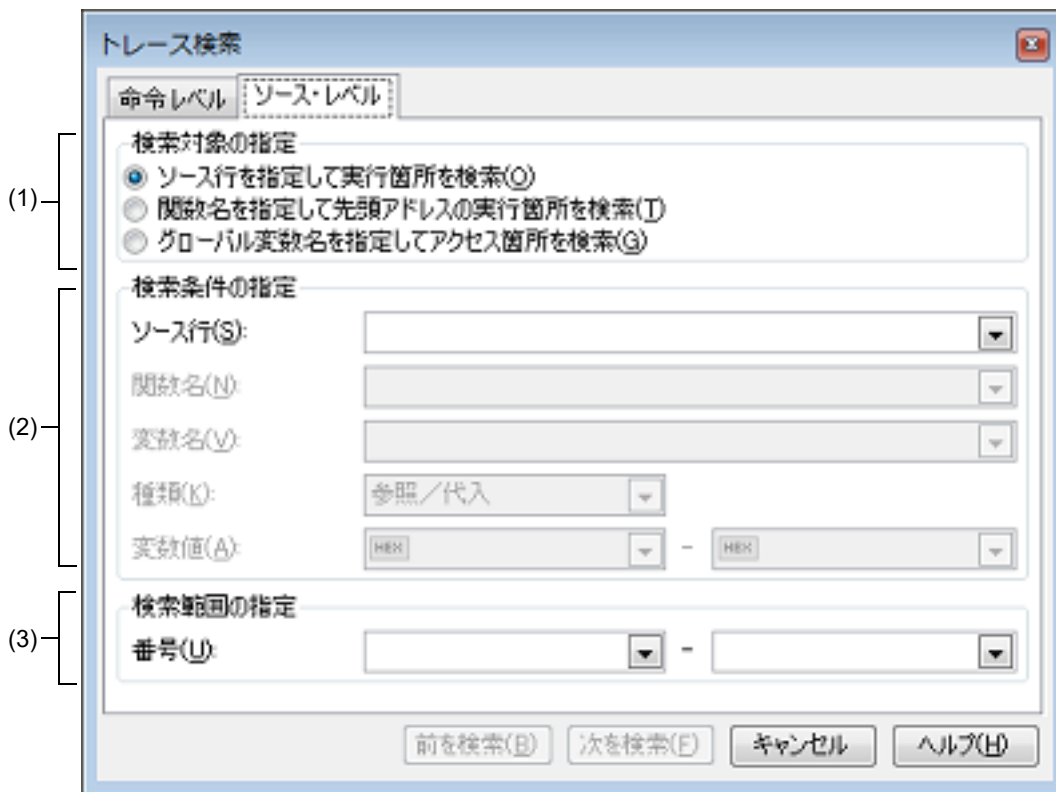 トレース検索
命令レベル ソース・レベル
(1)
検索対象の指定
ソース行を指定して実行箇所を検索(O)
関数名を指定して先頭アドレスの実行箇所を検索(T)
グローバル変数名を指定してアクセス箇所を検索(G)
(2)
検索条件の指定
ソース行(S):
関数名(N):
変数名(V):
種類(K): 参照／代入
変数値(A): HEX - HEX
(3)
検索範囲の指定
番号(U): -
前を検索(B) 次を検索(F) キャンセル ヘルプ(H)